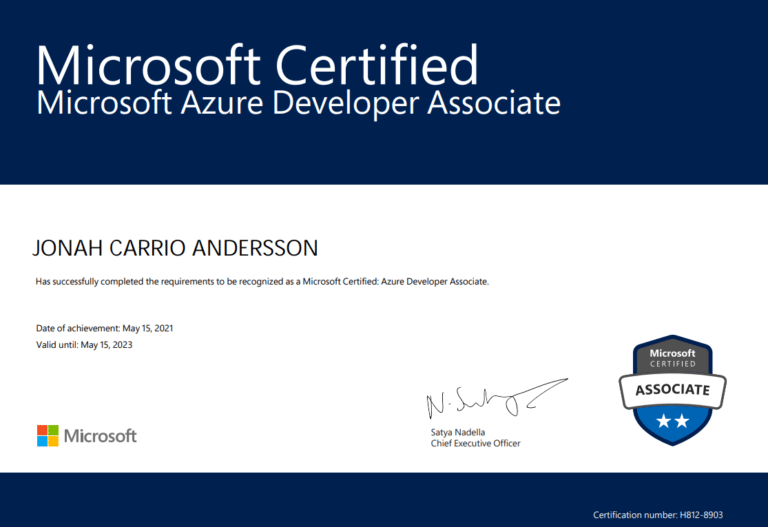 Microsoft Certified
Microsoft Azure Developer Associate
JONAH CARRIO ANDERSSON
Has successfully completed the requirements to be recognized as a Microsoft Certified: Azure Developer Associate.
Date of achievement: May 15, 2021
Valid until: May 15, 2023
Microsoft
CERTIFIED
ASSOCIATE
N. Satya
Satya Nadella
Chief Executive Officer
Microsoft
Certification number: H812-8903